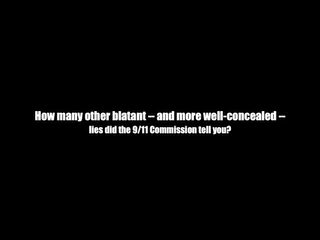 How many other blatant – and more well-concealed –
lies did the 9/11 Commission tell you?